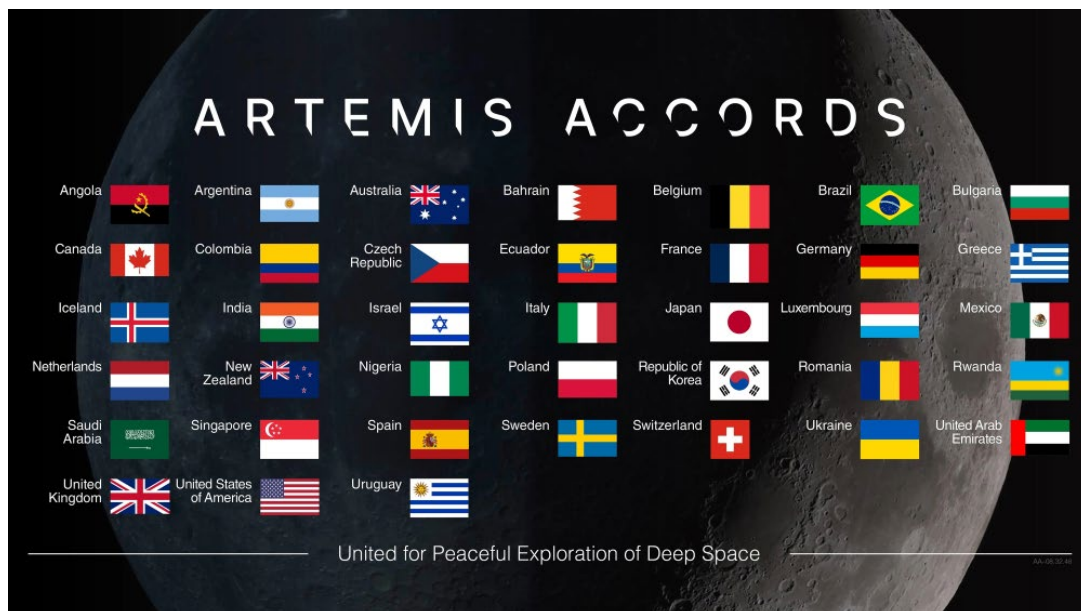 ARTEMIS ACCORDS
Angola
Argentina
Australia
Bahrain
Belgium
Brazil
Bulgaria
Canada
Colombia
Czech
Republic
Ecuador
France
Germany
Greece
Iceland
India
Israel
Italy
Japan
Luxembourg
Mexico
Netherlands
New
Zealand
Nigeria
Poland
Republic of
Korea
Romania
Rwanda
Saudi
Arabia
Singapore
Spain
Sweden
Switzerland
Ukraine
United Arab
Emirates
United
Kingdom
United States
of America
Uruguay
United for Peaceful Exploration of Deep Space